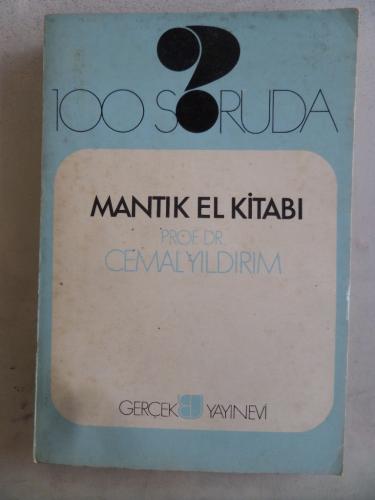 100 SORUDA
MANTIK EL KİTABI
PROF. DR.
CEMAL YILDIRIM
GERÇEK YAYINEVİ